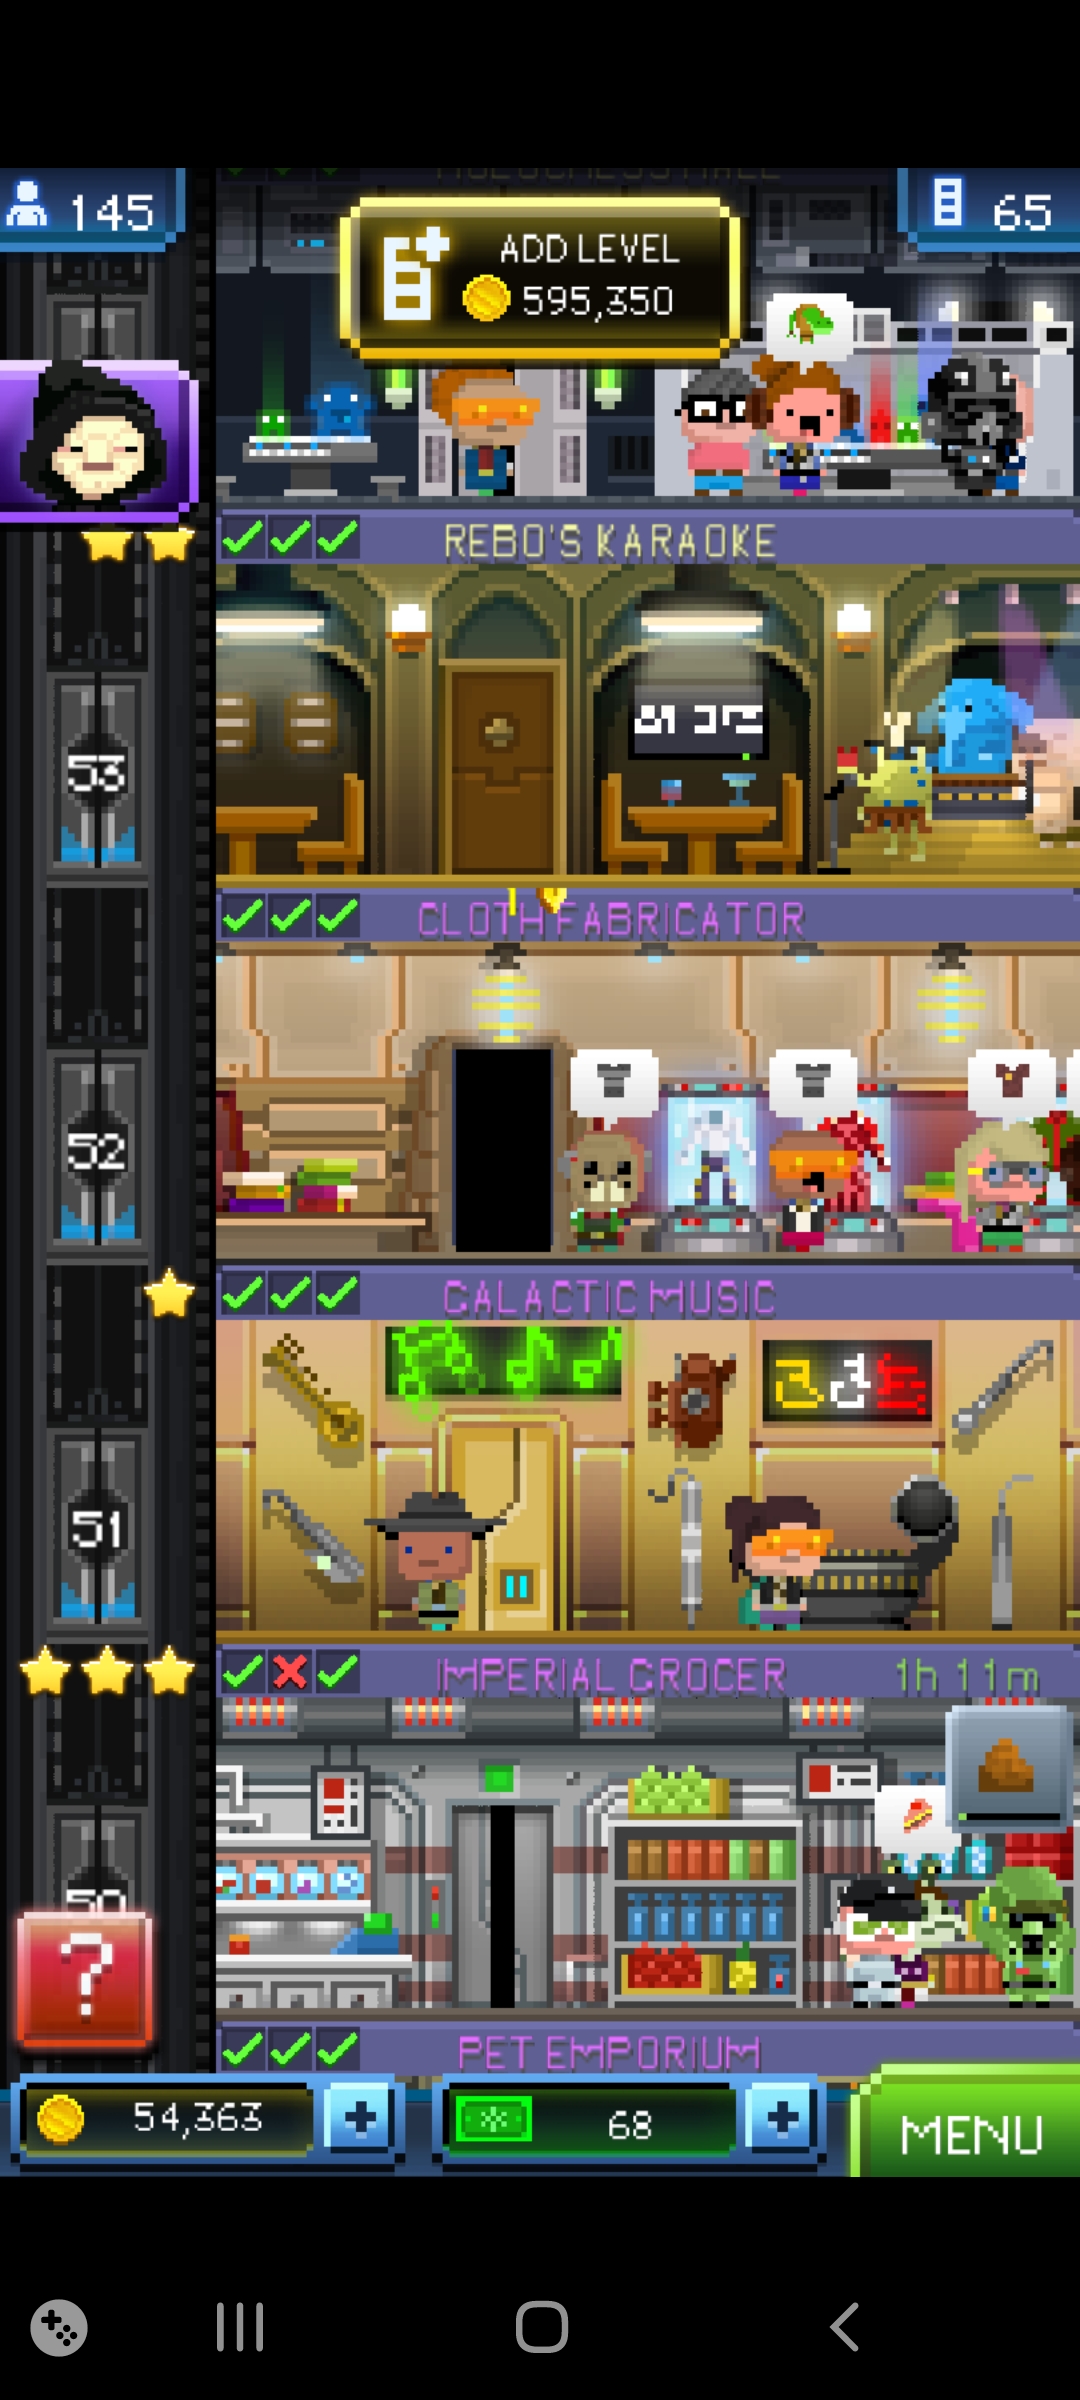 145
ADD LEVEL
595,350
65
REBO'S KARAOKE
53
CLOTH FABRICATOR
52
GALACTIC MUSIC
51
IMPERIAL GROCER 1h 11m
50
?
PET EMPORIUM
54,363
68
MENU